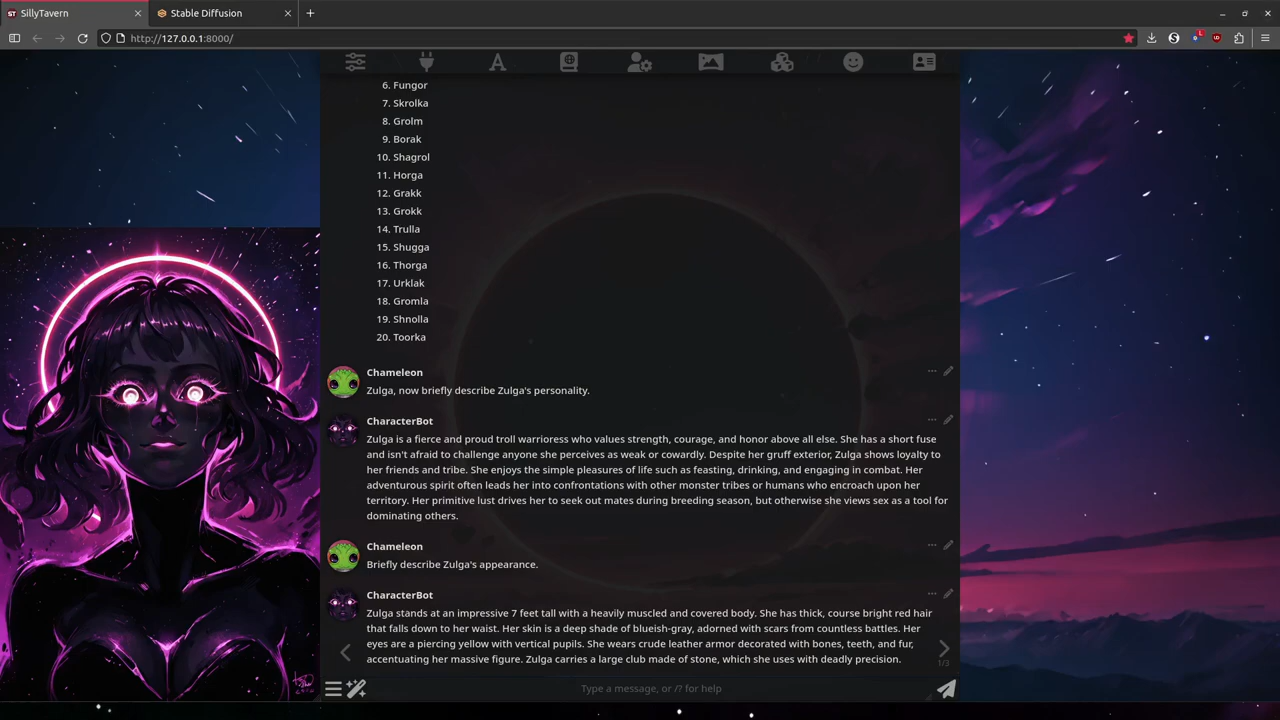 SillyTavern
Stable Diffusion
http://127.0.0.1:8000/
6. Fungor
7. Skrolka
8. Grolm
9. Borak
10. Shagrol
11. Horga
12. Grakk
13. Grokk
14. Trulla
15. Shugga
16. Thorga
17. Urklak
18. Gromla
19. Shnolla
20. Toorka
Chameleon
Zulga, now briefly describe Zulga's personality.
CharacterBot
Zulga is a fierce and proud troll warrioress who values strength, courage, and honor above all else. She has a short fuse
and isn't afraid to challenge anyone she perceives as weak or cowardly. Despite her gruff exterior, Zulga shows loyalty to
her friends and tribe. She enjoys the simple pleasures of life such as feasting, drinking, and engaging in combat. Her
adventurous spirit often leads her into confrontations with other monster tribes or humans who encroach upon her
territory. Her primitive lust drives her to seek out mates during breeding season, but otherwise she views sex as a tool for
dominating others.
Chameleon
Briefly describe Zulga's appearance.
CharacterBot
Zulga stands at an impressive 7 feet tall with a heavily muscled and covered body. She has thick, course bright red hair
that falls down to her waist. Her skin is a deep shade of blueish-gray, adorned with scars from countless battles. Her
eyes are a piercing yellow with vertical pupils. She wears crude leather armor decorated with bones, teeth, and fur,
accentuating her massive figure. Zulga carries a large club made of stone, which she uses with deadly precision.
1/3
Type a message, or /? for help